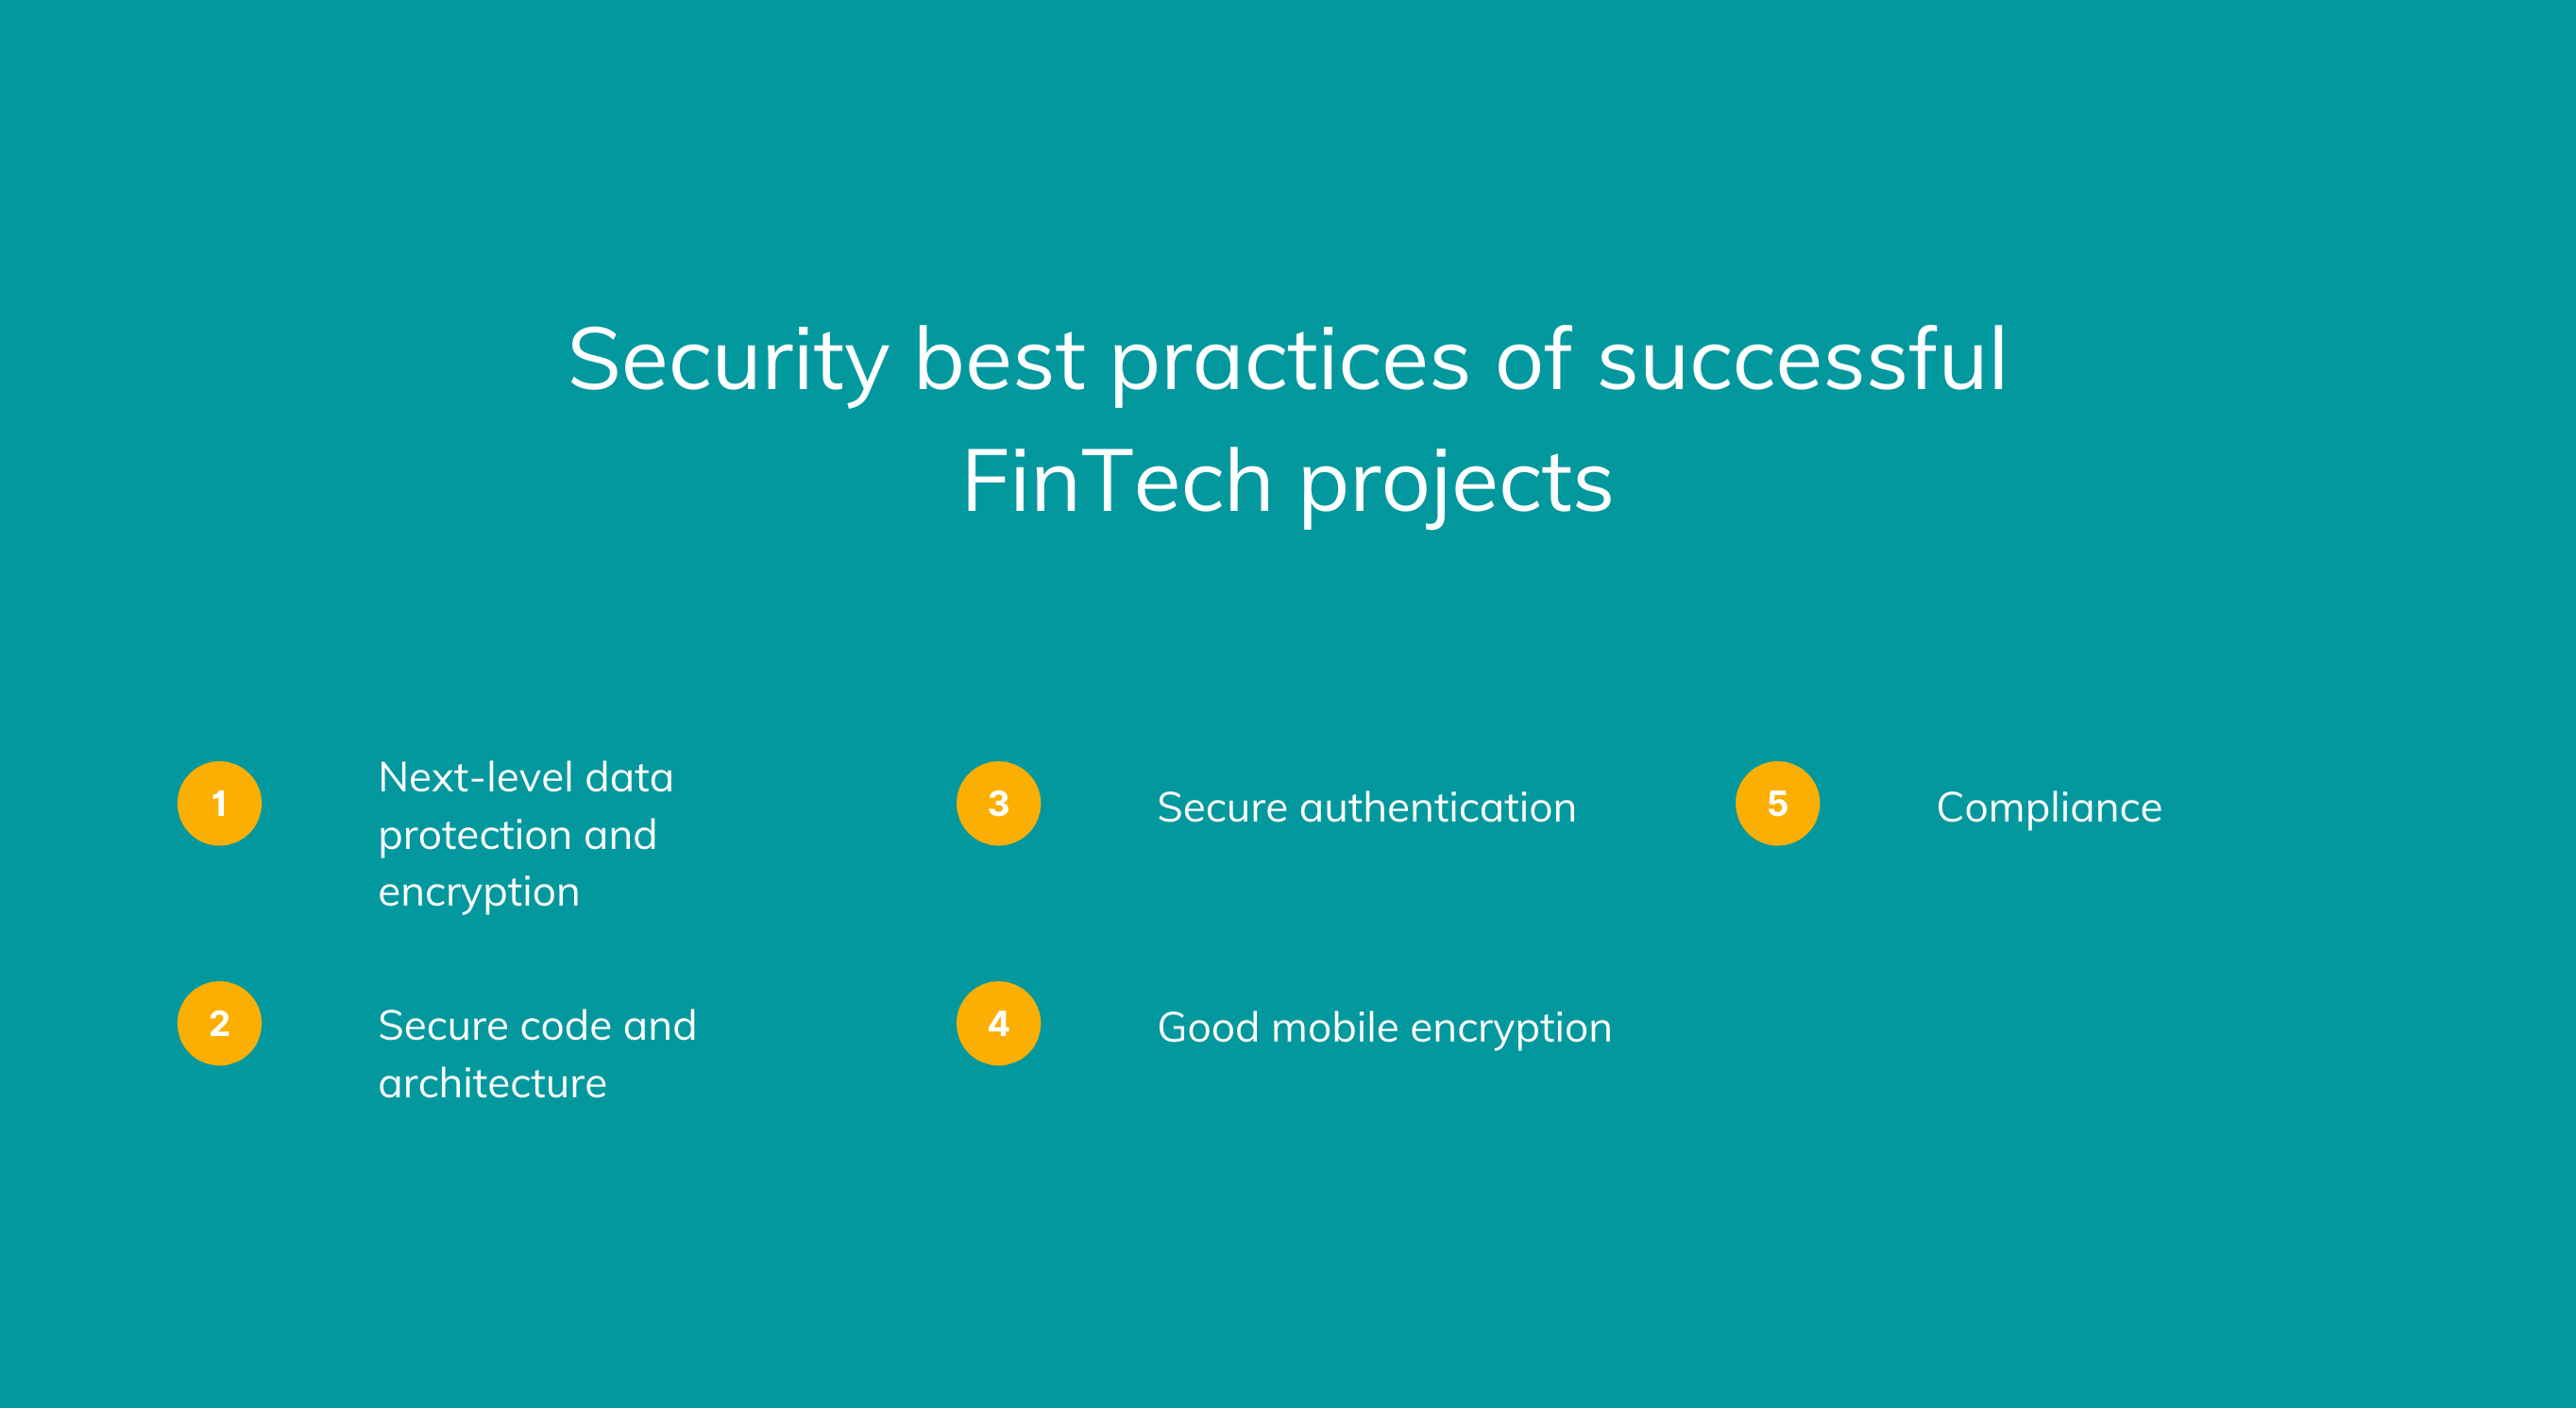 Security best practices of successful
FinTech projects
1
Next-level data
protection and
encryption
2
Secure code and
architecture
3
Secure authentication
4
Good mobile encryption
5
Compliance